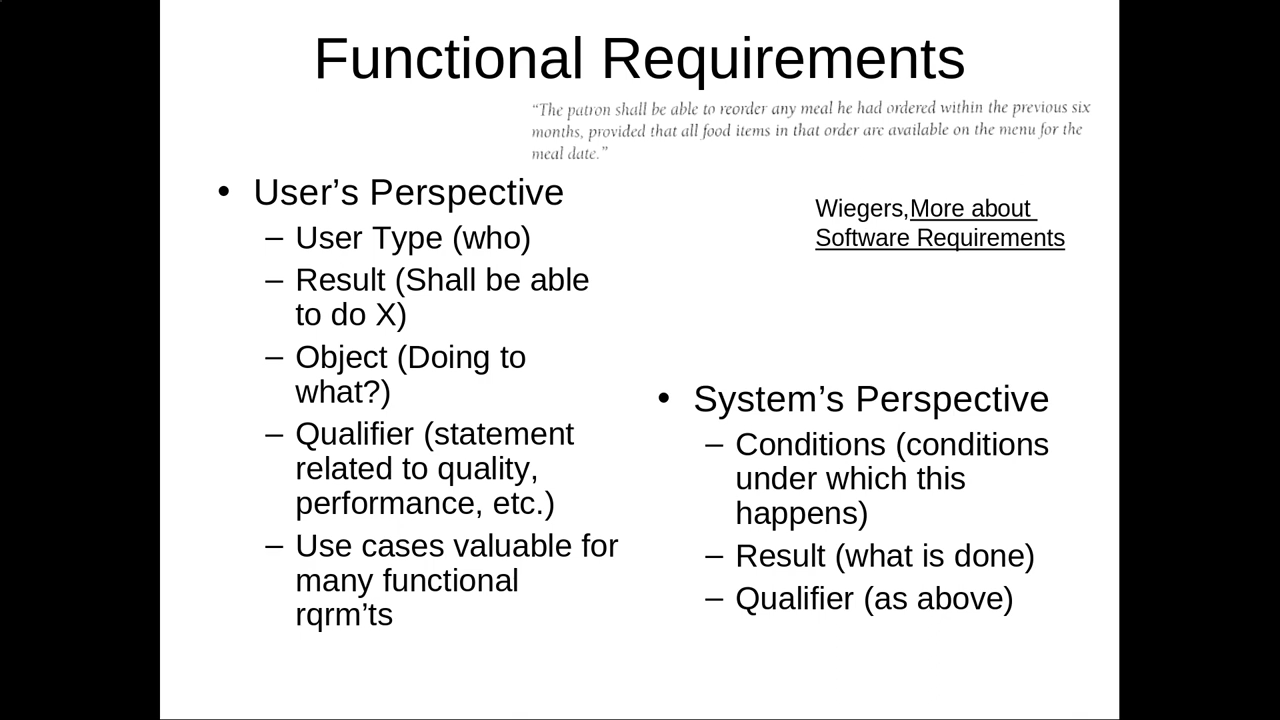 Functional Requirements
“The patron shall be able to reorder any meal he had ordered within the previous six
months, provided that all food items in that order are available on the menu for the
meal date.”
• User’s Perspective
– User Type (who)
– Result (Shall be able
to do X)
– Object (Doing to
what?)
– Qualifier (statement
related to quality,
performance, etc.)
– Use cases valuable for
many functional
rqrm’ts
Wiegers,More about
Software Requirements
• System’s Perspective
– Conditions (conditions
under which this
happens)
– Result (what is done)
– Qualifier (as above)